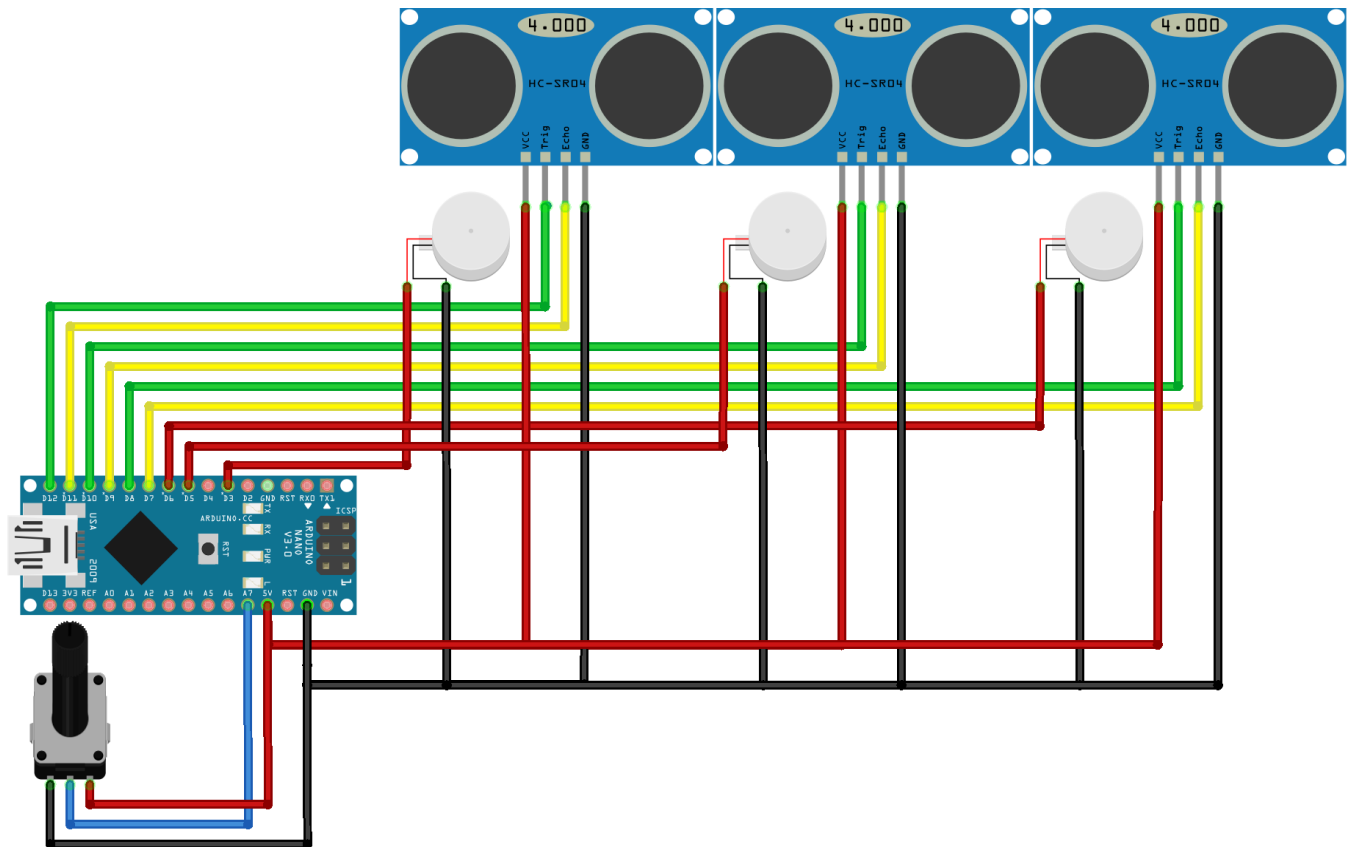 4.000 4.000 4.000
HC-SR04 HC-SR04 HC-SR04
VCC Trig Echo GND VCC Trig Echo GND VCC Trig Echo GND
D12 D11 D10 D9 D8 D7 D6 D5 D4 D3 D2 GND RST RX0 TX1
USA
ARDUINO.CC
TX
RX
PWR
L
RST
ARDUINO
NANO
V3.0
ICSP
1
2009
D13 3V3 REF A0 A1 A2 A3 A4 A5 A6 A7 5V RST GND VIN